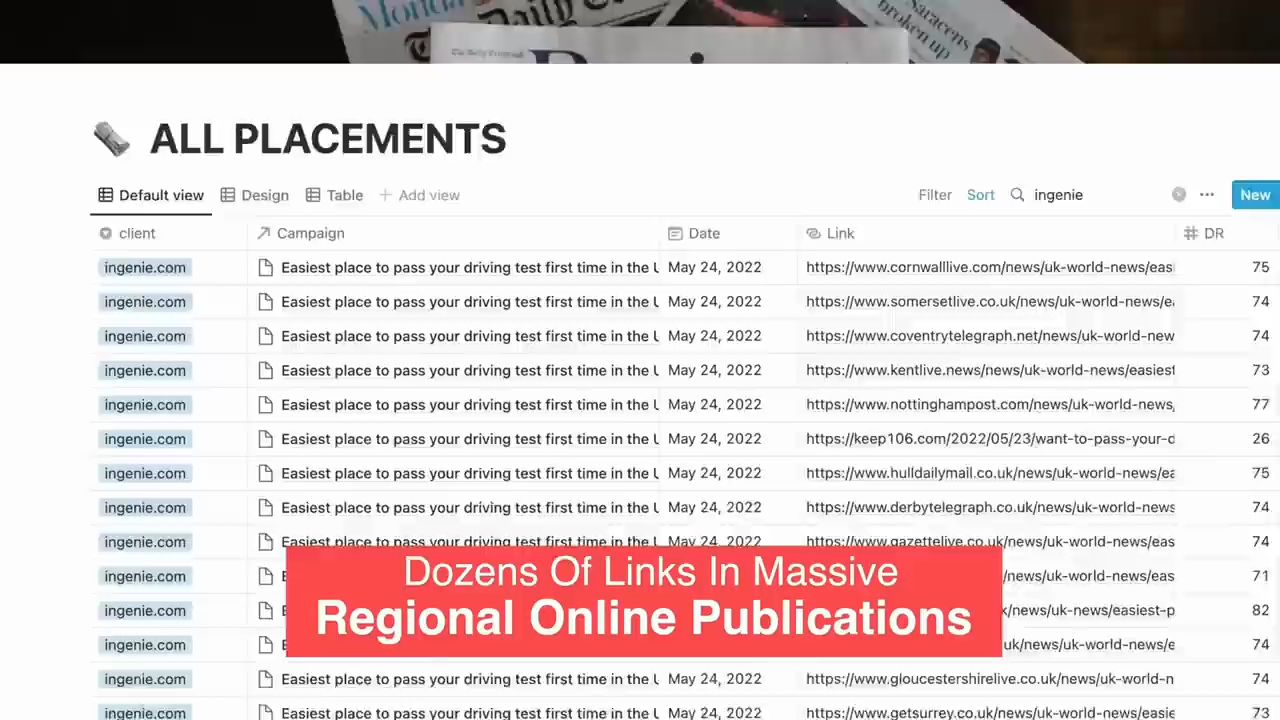 Monda
Daily
Saracens
broken up
The Daily Telegraph
ALL PLACEMENTS
Default view Design Table + Add view Filter Sort ingenie ... New
client Campaign Date Link DR
ingenie.com Easiest place to pass your driving test first time in the U May 24, 2022 https://www.cornwalllive.com/news/uk-world-news/eas 75
ingenie.com Easiest place to pass your driving test first time in the U May 24, 2022 https://www.somersetlive.co.uk/news/uk-world-news/ea 74
ingenie.com Easiest place to pass your driving test first time in the U May 24, 2022 https://www.coventrytelegraph.net/news/uk-world-new 74
ingenie.com Easiest place to pass your driving test first time in the U May 24, 2022 https://www.kentlive.news/news/uk-world-news/easiest 73
ingenie.com Easiest place to pass your driving test first time in the U May 24, 2022 https://www.nottinghampost.com/news/uk-world-news, 77
ingenie.com Easiest place to pass your driving test first time in the U May 24, 2022 https://keep106.com/2022/05/23/want-to-pass-your-d 26
ingenie.com Easiest place to pass your driving test first time in the U May 24, 2022 https://www.hulldailymail.co.uk/news/uk-world-news/ea 75
ingenie.com Easiest place to pass your driving test first time in the U May 24, 2022 https://www.derbytelegraph.co.uk/news/uk-world-news 74
ingenie.com Easiest place to pass your driving test first time in the U May 24, 2022 https://www.gazettelive.co.uk/news/uk-world-news/eas 74
ingenie.com /news/uk-world-news/eas 71
ingenie.com uk-news/easiest-p 82
ingenie.com uk/news/uk-world-news/e 74
Dozens Of Links In Massive
Regional Online Publications
ingenie.com Easiest place to pass your driving test first time in the U May 24, 2022 https://www.gloucestershirelive.co.uk/news/uk-world-n 74
ingenie.com Easiest place to pass your driving test first time in the U May 24, 2022 https://www.getsurrey.co.uk/news/uk-world-news/easie 73